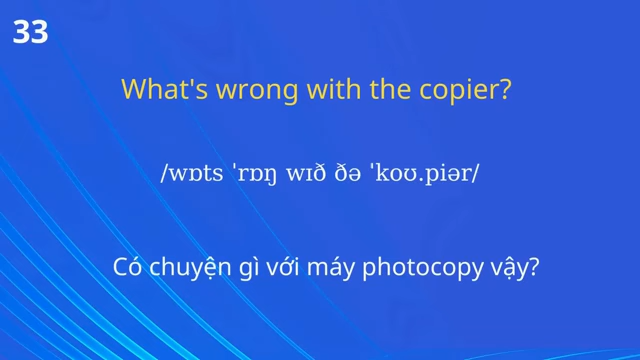 33
What's wrong with the copier?
/wɒts ˈrɒŋ wɪð ðə ˈkoʊ.piər/
Có chuyện gì với máy photocopy vậy?